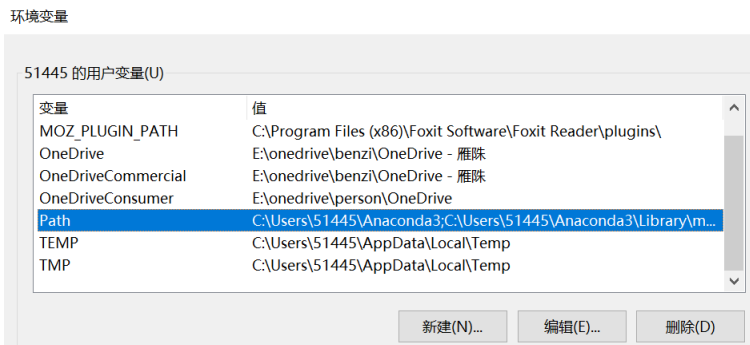 环境变量
51445 的用户变量(U)
变量 值
MOZ_PLUGIN_PATH C:\Program Files (x86)\Foxit Software\Foxit Reader\plugins\
OneDrive E:\onedrive\benzi\OneDrive - 雁陎
OneDriveCommercial E:\onedrive\benzi\OneDrive - 雁陎
OneDriveConsumer E:\onedrive\person\OneDrive
Path C:\Users\51445\Anaconda3;C:\Users\51445\Anaconda3\Library\m...
TEMP C:\Users\51445\AppData\Local\Temp
TMP C:\Users\51445\AppData\Local\Temp
新建(N)... 编辑(E)... 删除(D)